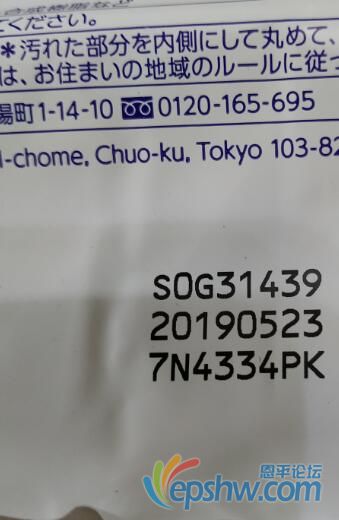 てください。
*汚れた部分を内側にして丸めて、
は、お住まいの地域のルールに従っ
場町1-14-10 0120-165-695
-chome, Chuo-ku, Tokyo 103-82
SOG31439
20190523
7N4334PK
恩平论坛
epshw.com